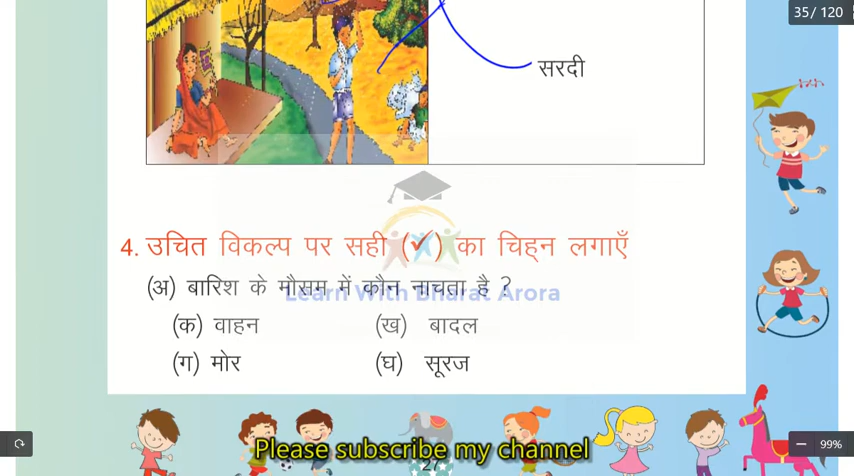 35 / 120
सरदी
4. उचित विकल्प पर सही (✓) का चिह्न लगाएँ
(अ) बारिश के मौसम में कौन नाचता है ?
Learn With Bharat Arora
(क) वाहन (ख) बादल
(ग) मोर (घ) सूरज
Please subscribe my channel
27
99%